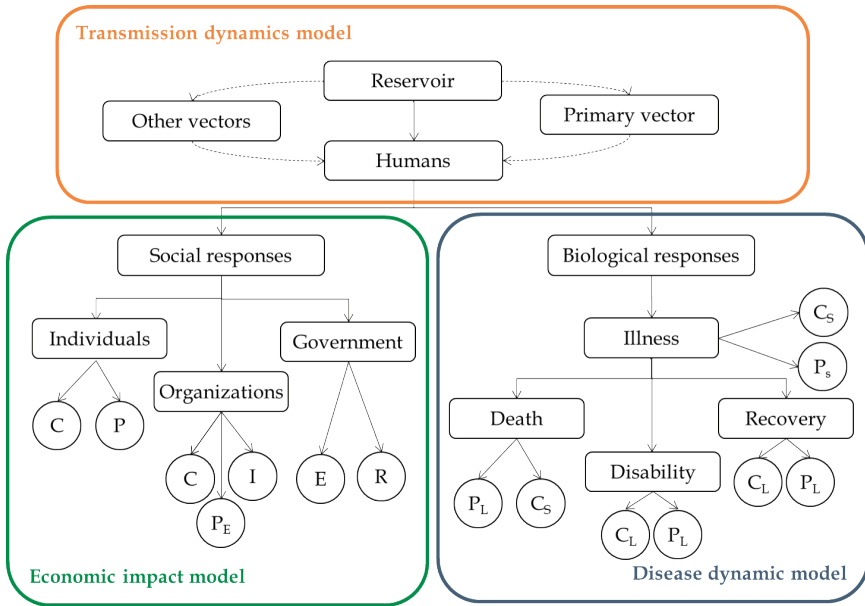 Transmission dynamics model
Reservoir
Other vectors
Primary vector
Humans
Social responses
Biological responses
Individuals
Government
Organizations
C
P
C
I
P_E
E
R
Illness
C_S
P_s
Death
Disability
Recovery
P_L
C_S
C_L
P_L
C_L
P_L
Economic impact model
Disease dynamic model